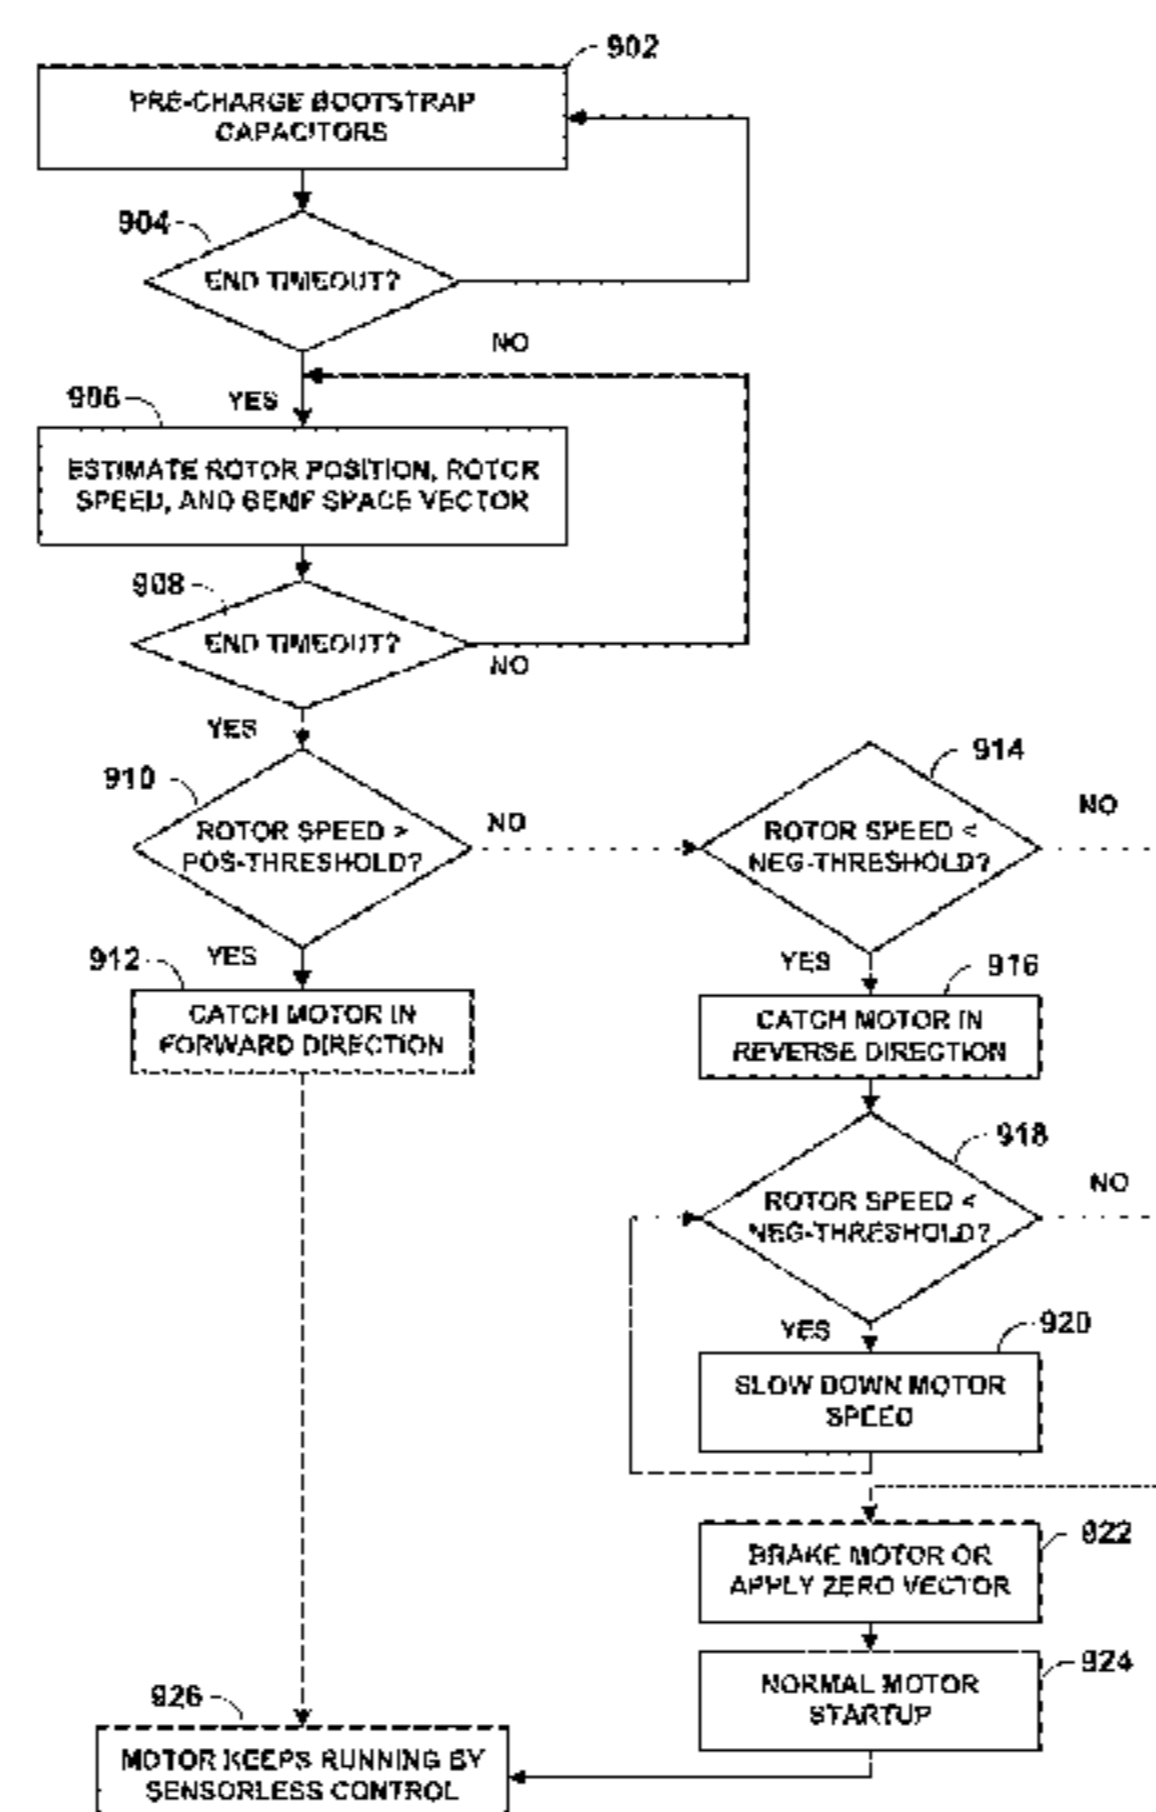 902
PRE-CHARGE BOOTSTRAP
CAPACITORS
904
END TIMEOUT?
NO
YES
906
ESTIMATE ROTOR POSITION, ROTOR
SPEED, AND BEMF SPACE VECTOR
908
END TIMEOUT?
NO
YES
910
ROTOR SPEED >
POS-THRESHOLD?
NO
914
ROTOR SPEED <
NEG-THRESHOLD?
NO
YES
912
CATCH MOTOR IN
FORWARD DIRECTION
YES
916
CATCH MOTOR IN
REVERSE DIRECTION
918
ROTOR SPEED <
NEG-THRESHOLD?
NO
YES
920
SLOW DOWN MOTOR
SPEED
922
BRAKE MOTOR OR
APPLY ZERO VECTOR
924
NORMAL MOTOR
STARTUP
926
MOTOR KEEPS RUNNING BY
SENSORLESS CONTROL